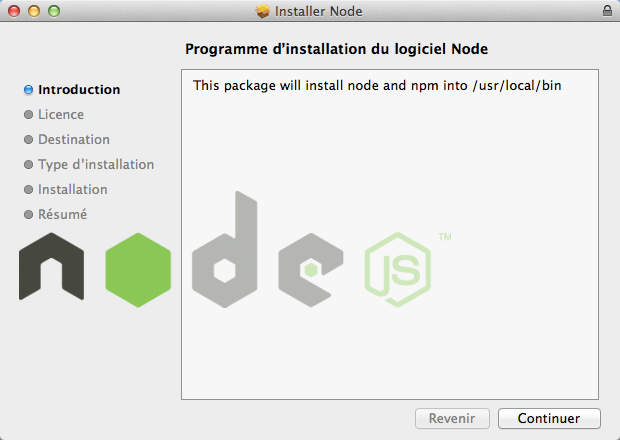 Installer Node
Programme d'installation du logiciel Node
Introduction
Licence
Destination
Type d'installation
Installation
Résumé
This package will install node and npm into /usr/local/bin
node JS ™
Revenir
Continuer